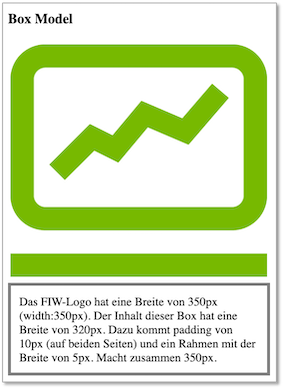 Box Model
Das FIW-Logo hat eine Breite von 350px
(width:350px). Der Inhalt dieser Box hat eine
Breite von 320px. Dazu kommt padding von
10px (auf beiden Seiten) und ein Rahmen mit der
Breite von 5px. Macht zusammen 350px.